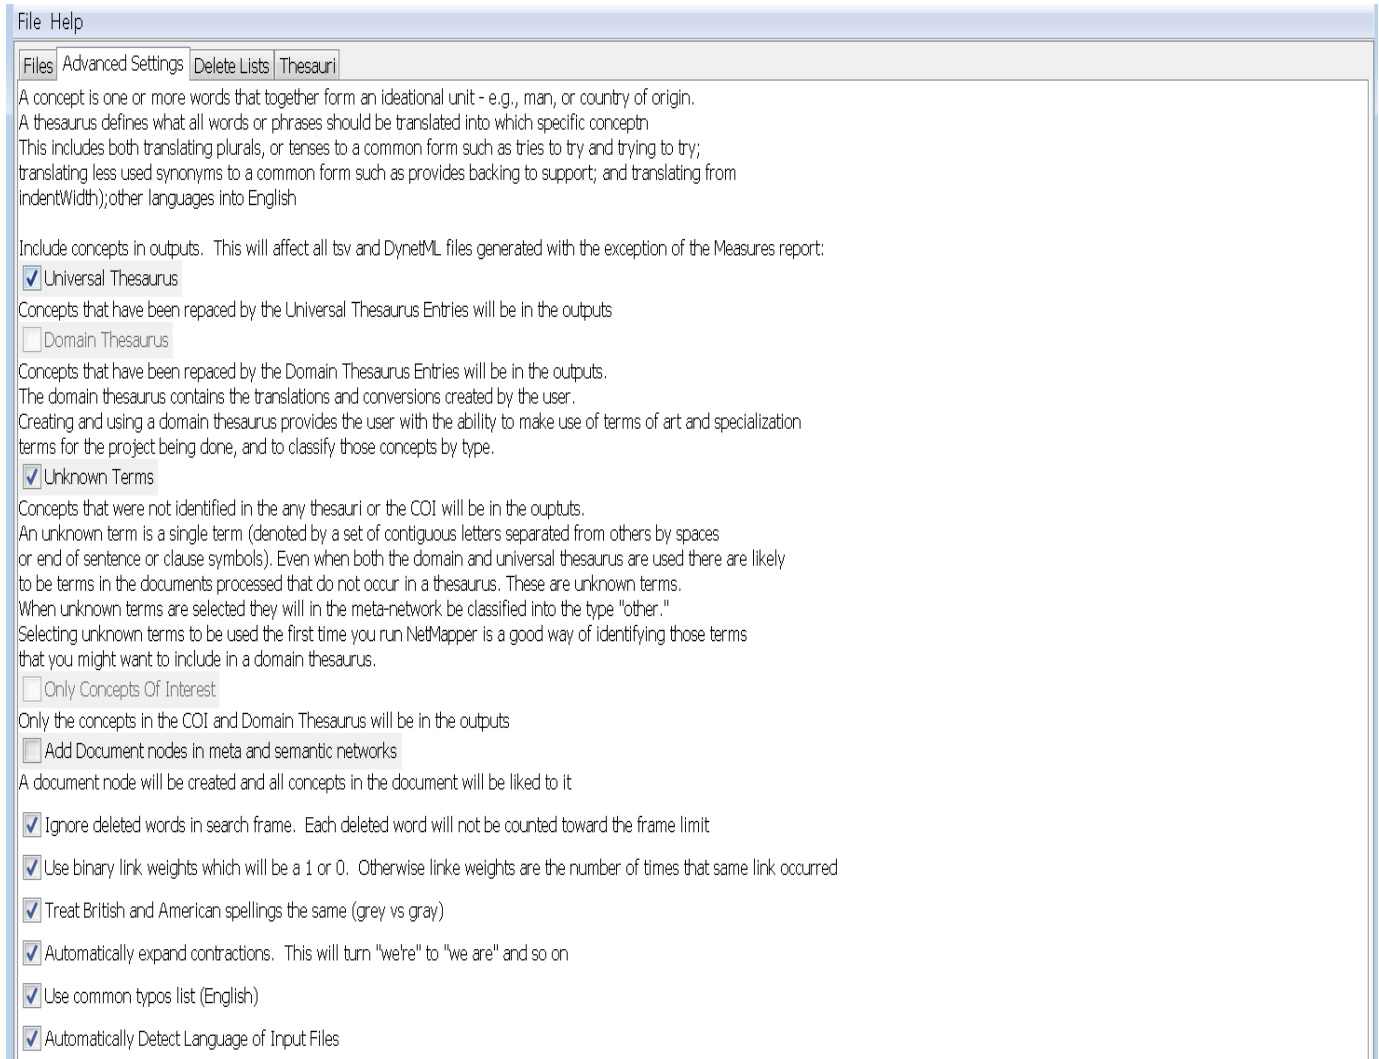 File Help
Files Advanced Settings Delete Lists Thesauri
A concept is one or more words that together form an ideational unit - e.g., man, or country of origin.
A thesaurus defines what all words or phrases should be translated into which specific conceptn
This includes both translating plurals, or tenses to a common form such as tries to try and trying to try;
translating less used synonyms to a common form such as provides backing to support; and translating from
indentWidth);other languages into English
Include concepts in outputs.  This will affect all tsv and DynetML files generated with the exception of the Measures report:
Universal Thesaurus
Concepts that have been repaced by the Universal Thesaurus Entries will be in the outputs
Domain Thesaurus
Concepts that have been repaced by the Domain Thesaurus Entries will be in the outputs.
The domain thesaurus contains the translations and conversions created by the user.
Creating and using a domain thesaurus provides the user with the ability to make use of terms of art and specialization
terms for the project being done, and to classify those concepts by type.
Unknown Terms
Concepts that were not identified in the any thesauri or the COI will be in the ouptuts.
An unknown term is a single term (denoted by a set of contiguous letters separated from others by spaces
or end of sentence or clause symbols). Even when both the domain and universal thesaurus are used there are likely
to be terms in the documents processed that do not occur in a thesaurus. These are unknown terms.
When unknown terms are selected they will in the meta-network be classified into the type "other."
Selecting unknown terms to be used the first time you run NetMapper is a good way of identifying those terms
that you might want to include in a domain thesaurus.
Only Concepts Of Interest
Only the concepts in the COI and Domain Thesaurus will be in the outputs
Add Document nodes in meta and semantic networks
A document node will be created and all concepts in the document will be liked to it
Ignore deleted words in search frame.  Each deleted word will not be counted toward the frame limit
Use binary link weights which will be a 1 or 0.  Otherwise linke weights are the number of times that same link occurred
Treat British and American spellings the same (grey vs gray)
Automatically expand contractions.  This will turn "we're" to "we are" and so on
Use common typos list (English)
Automatically Detect Language of Input Files